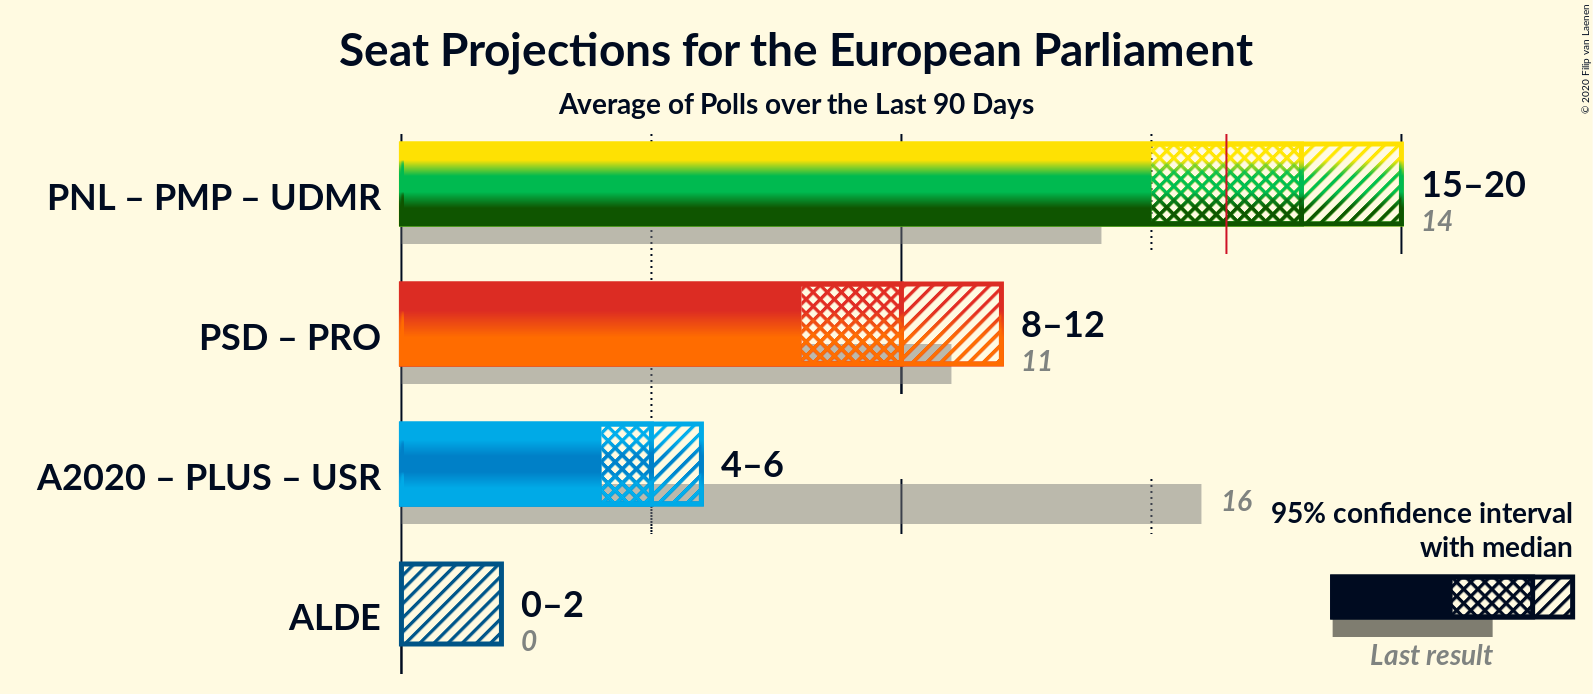 Seat Projections for the European Parliament
Average of Polls over the Last 90 Days
© 2020 Filip van Laenen
PNL – PMP – UDMR
15–20
14
PSD – PRO
8–12
11
A2020 – PLUS – USR
4–6
16
ALDE
0–2
0
95% confidence interval
with median
Last result